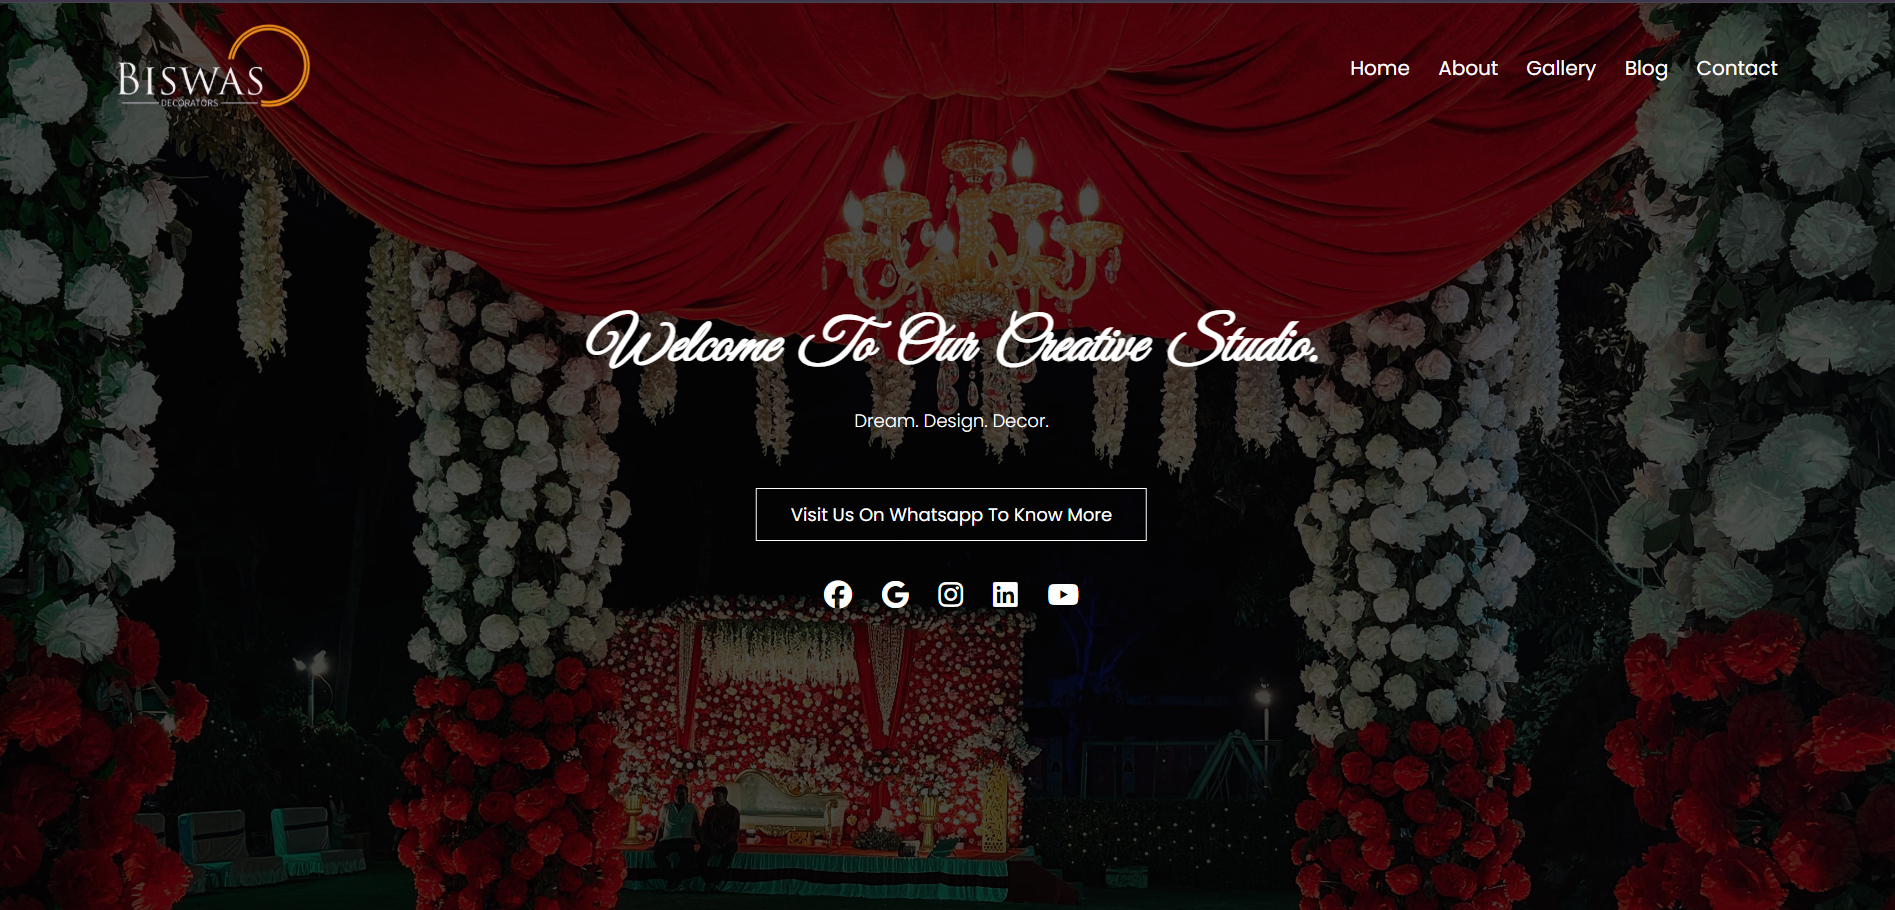 BISWAS
DECORATORS
Home About Gallery Blog Contact
Welcome To Our Creative Studio.
Dream. Design. Decor.
Visit Us On Whatsapp To Know More